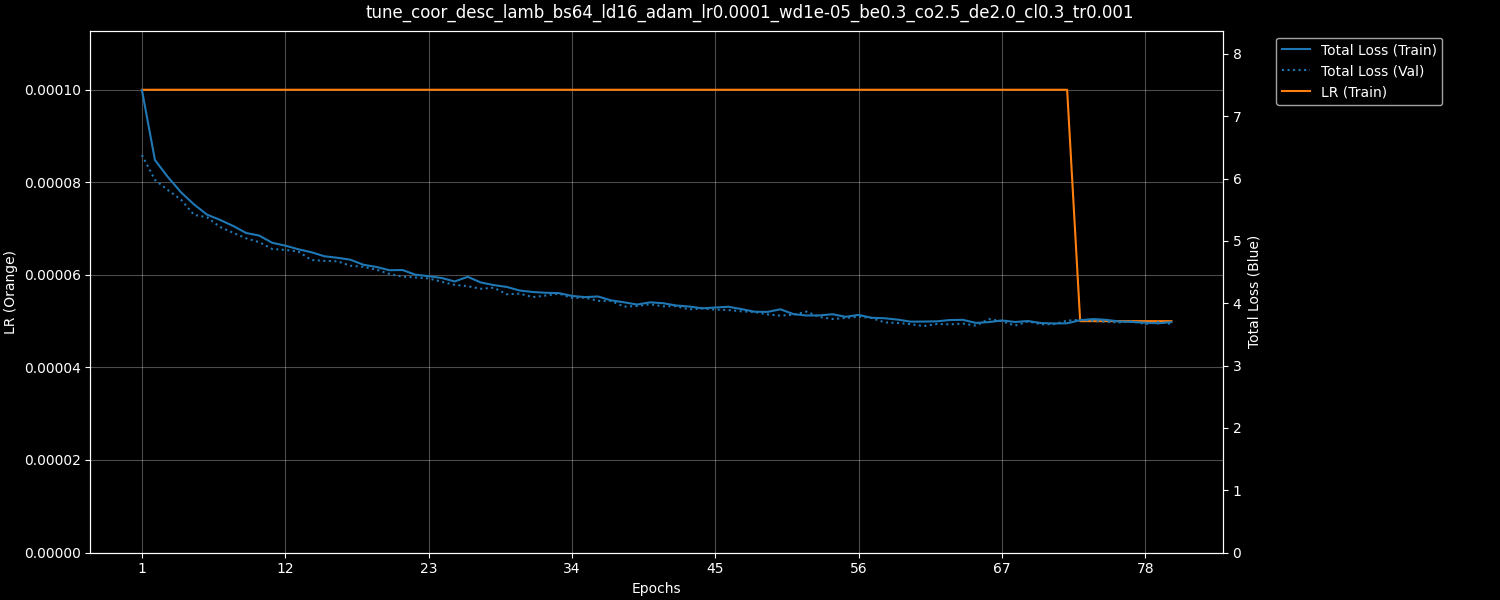 tune_coor_desc_lamb_bs64_ld16_adam_lr0.0001_wd1e-05_be0.3_co2.5_de2.0_cl0.3_tr0.001
Total Loss (Train)
Total Loss (Val)
LR (Train)
LR (Orange)
0.00010
0.00008
0.00006
0.00004
0.00002
0.00000
8
7
6
5
4
3
2
1
0
Total Loss (Blue)
1 12 23 34 45 56 67 78
Epochs